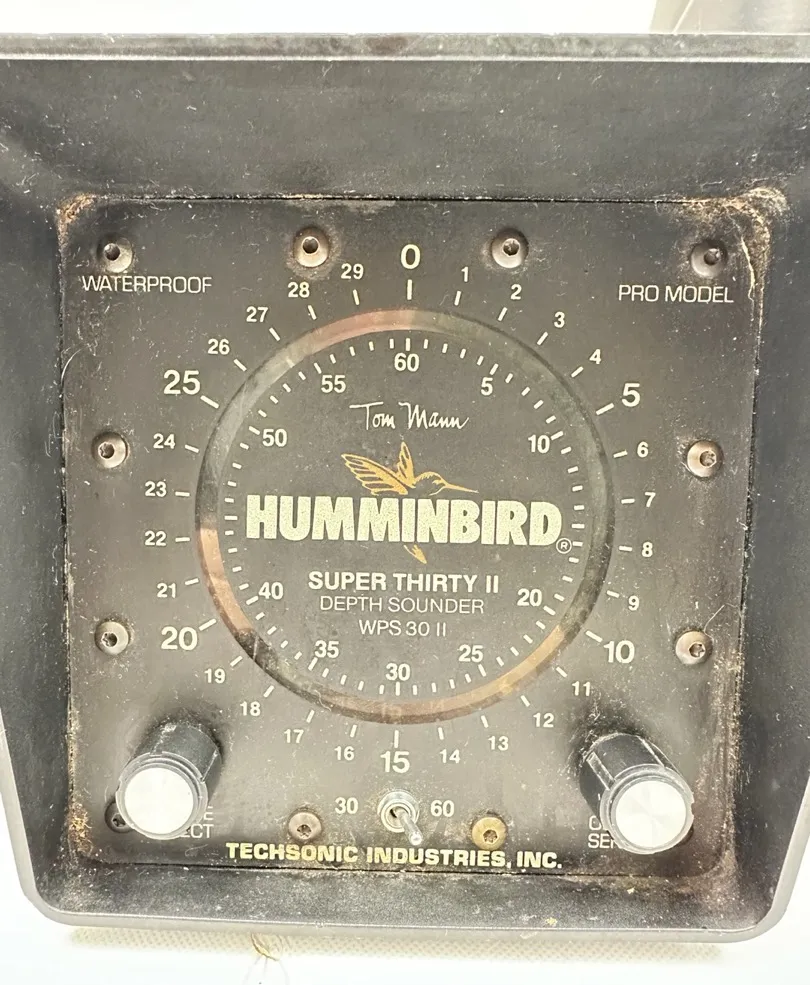 0
29 1
28 2
WATERPROOF PRO MODEL
27 3
26 60 4
55 5
25 5
Tom Mann
50 10
24 6
23 7
HUMMINBIRD®
22 8
SUPER THIRTY II
21 40 DEPTH SOUNDER 20 9
WPS 30 II
20 35 25 10
30
19 11
18 12
17 13
16 15 14
30 60
TECHSONIC INDUSTRIES, INC.